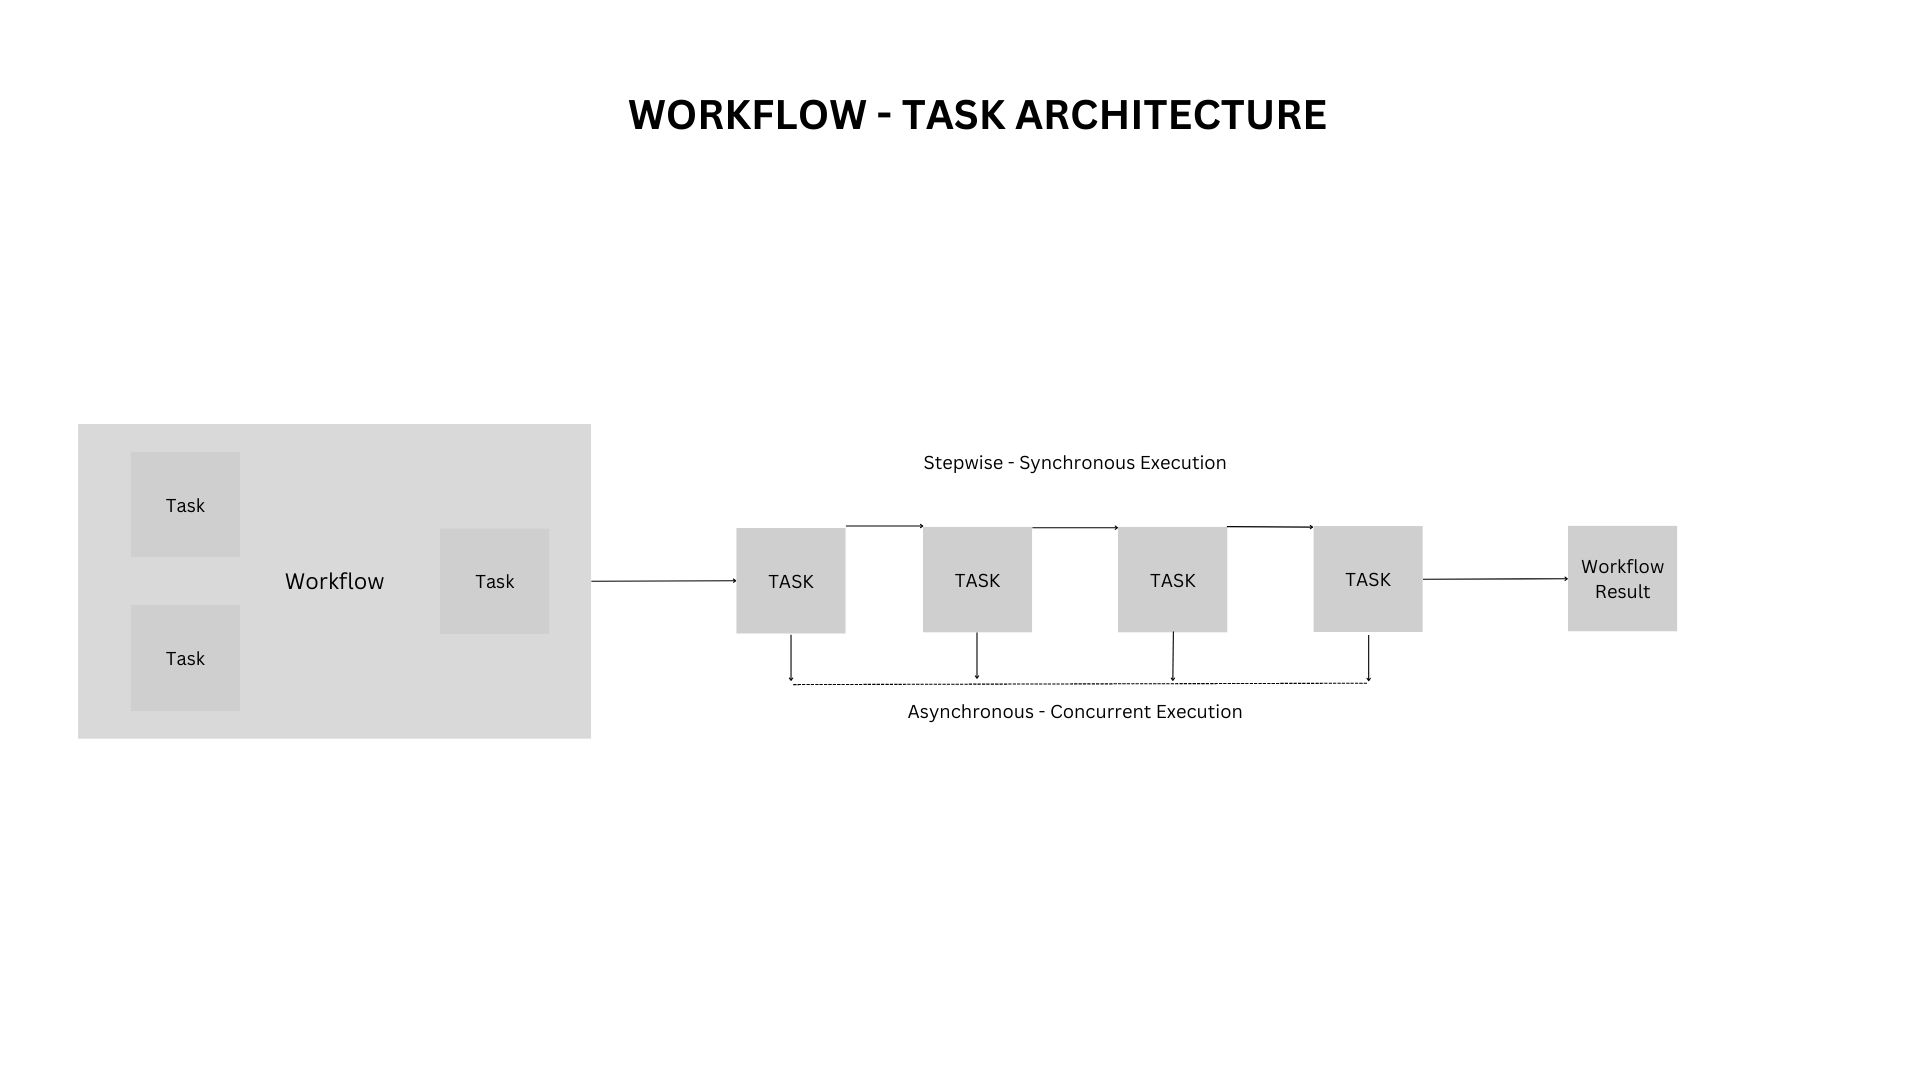 WORKFLOW - TASK ARCHITECTURE
Task
Workflow
Task
Task
Stepwise - Synchronous Execution
TASK
TASK
TASK
TASK
Asynchronous - Concurrent Execution
Workflow
Result